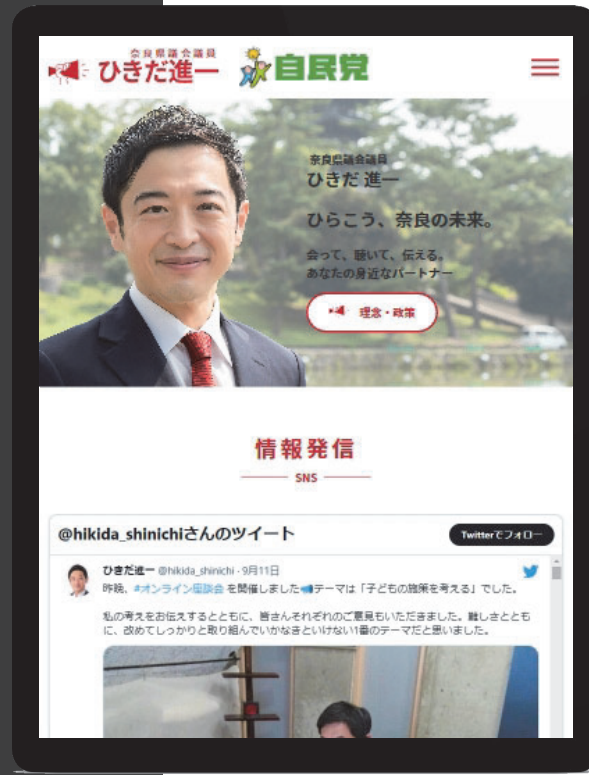 奈良県議会議員
ひきだ進一
自民党
奈良県議会議員
ひきだ 進一
ひらこう、奈良の未来。
会って、聴いて、伝える。
あなたの身近なパートナー
理念・政策
情報発信
SNS
@hikida_shinichiさんのツイート
Twitterでフォロー
ひきだ進一 @hikida_shinichi · 9月11日
昨晩、#オンライン座談会 を開催しましたテーマは「子どもの施策を考える」でした。
私の考えをお伝えするとともに、皆さんそれぞれのご意見もいただきました。難しさととも
に、改めてしっかりと取り組んでいかなきといけない1番のテーマだと思いました。